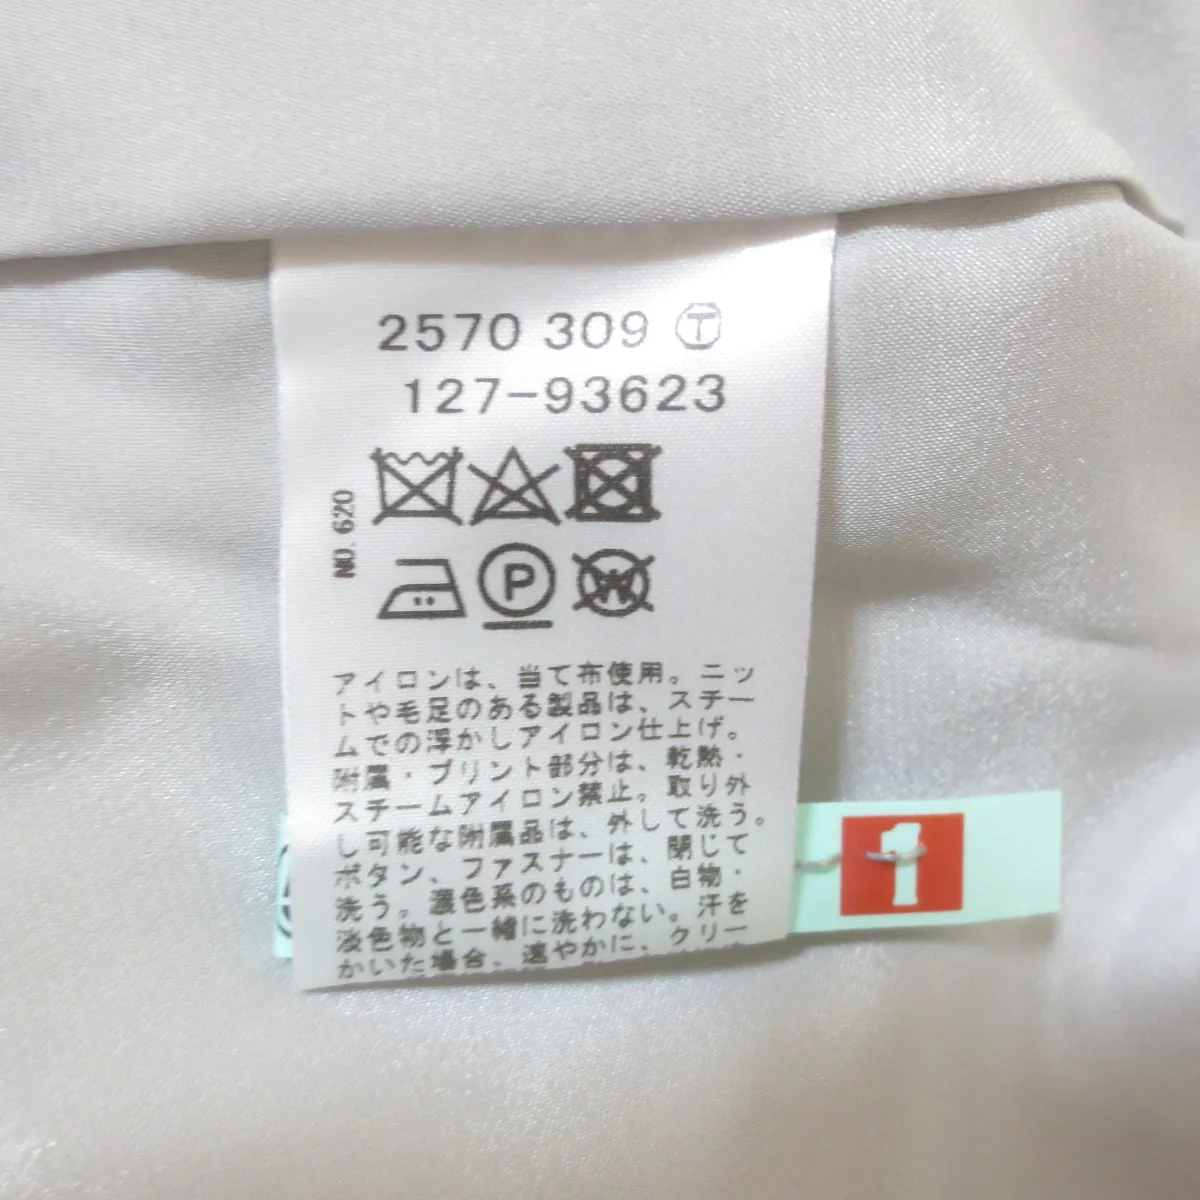 2570 309 T
127-93623
NO. 620
P
W
アイロンは、当て布使用。ニッ
トや毛足のある製品は、スチー
ムでの浮かしアイロン仕上げ。
附属・プリント部分は、乾熱・
スチームアイロン禁止。取り外
し可能な附属品は、外して洗う。
ボタン、ファスナーは、閉じて
洗う。濃色系のものは、白物・
淡色物と一緒に洗わない。汗を
かいた場合、速やかに、クリー
1